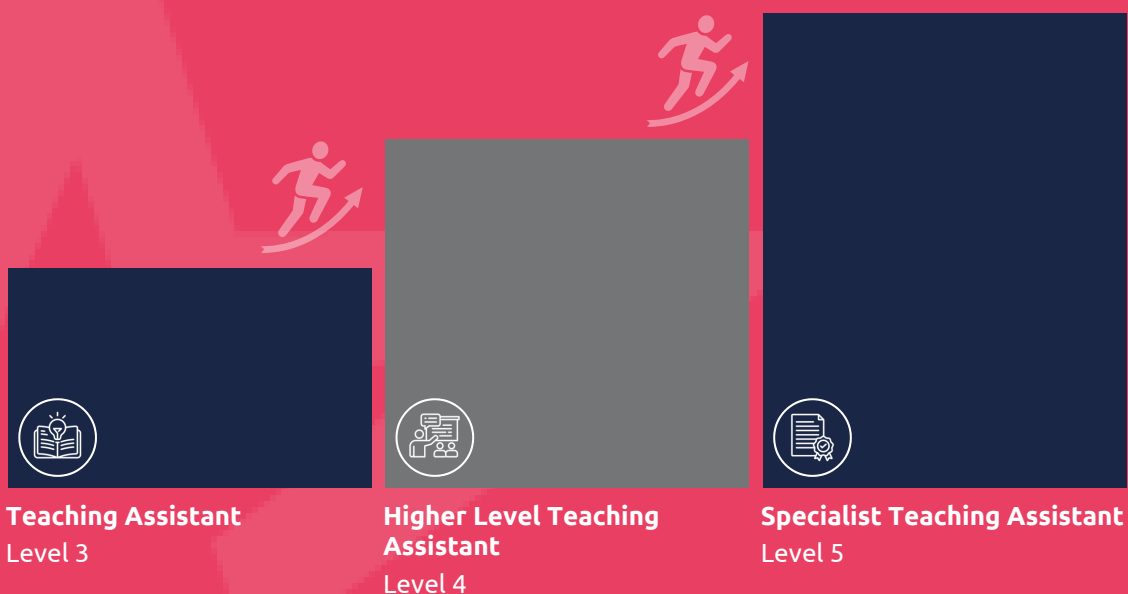 Teaching Assistant
Level 3
Higher Level Teaching
Assistant
Level 4
Specialist Teaching Assistant
Level 5